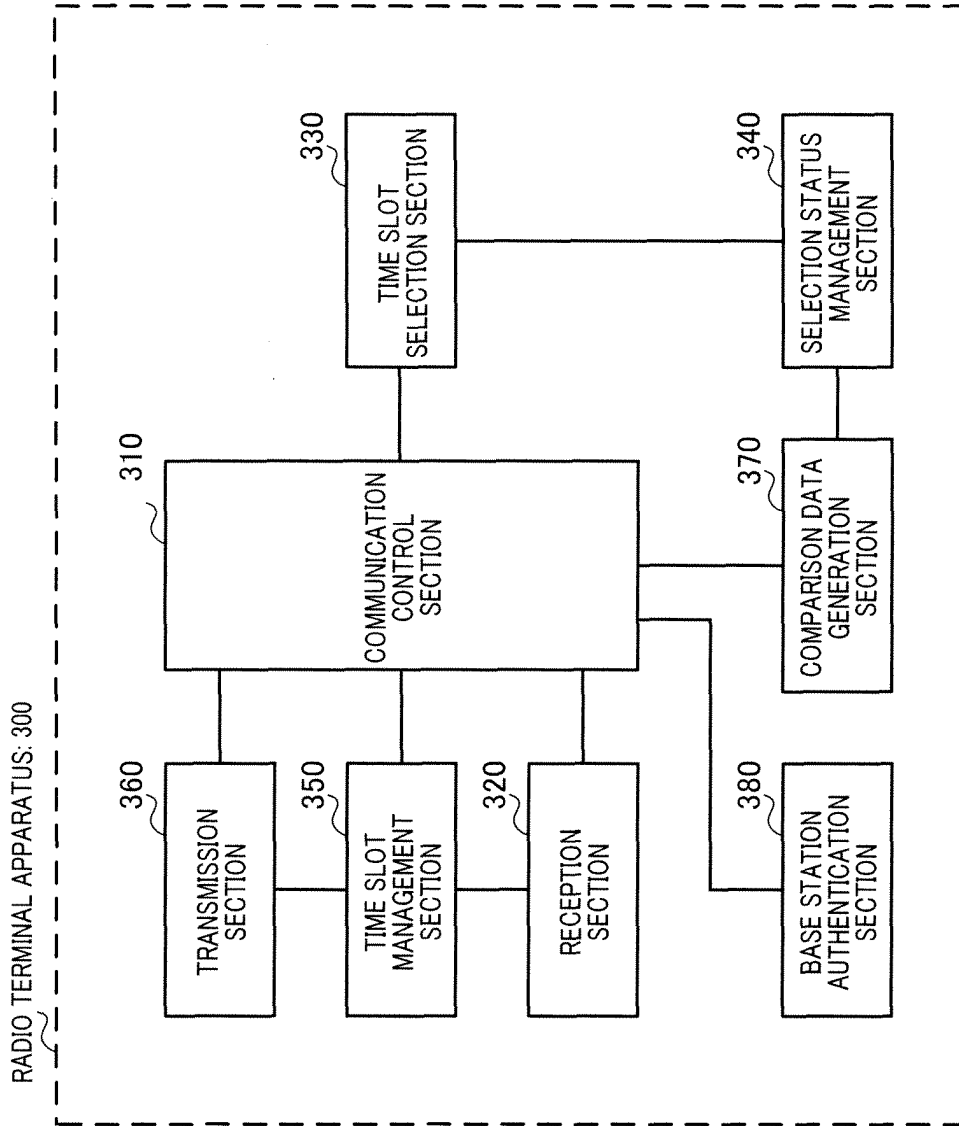 RADIO TERMINAL APPARATUS: 300
360
TRANSMISSION
SECTION
350
TIME SLOT
MANAGEMENT
SECTION
320
RECEPTION
SECTION
380
BASE STATION
AUTHENTICATION
SECTION
310
COMMUNICATION
CONTROL
SECTION
370
COMPARISON DATA
GENERATION
SECTION
330
TIME SLOT
SELECTION SECTION
340
SELECTION STATUS
MANAGEMENT
SECTION